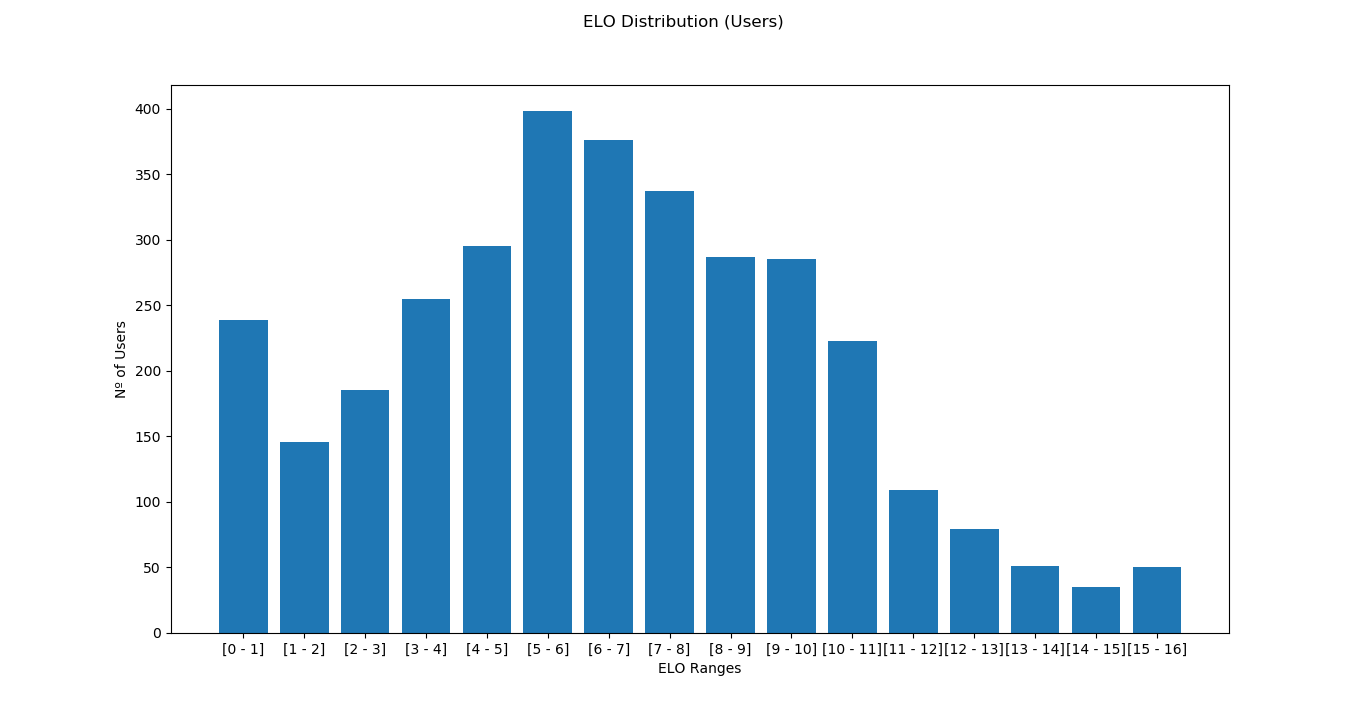 ELO Distribution (Users)
400
350
300
250
200
150
100
50
0
Nº of Users
[0 - 1] [1 - 2] [2 - 3] [3 - 4] [4 - 5] [5 - 6] [6 - 7] [7 - 8] [8 - 9] [9 - 10] [10 - 11] [11 - 12] [12 - 13] [13 - 14] [14 - 15] [15 - 16]
ELO Ranges